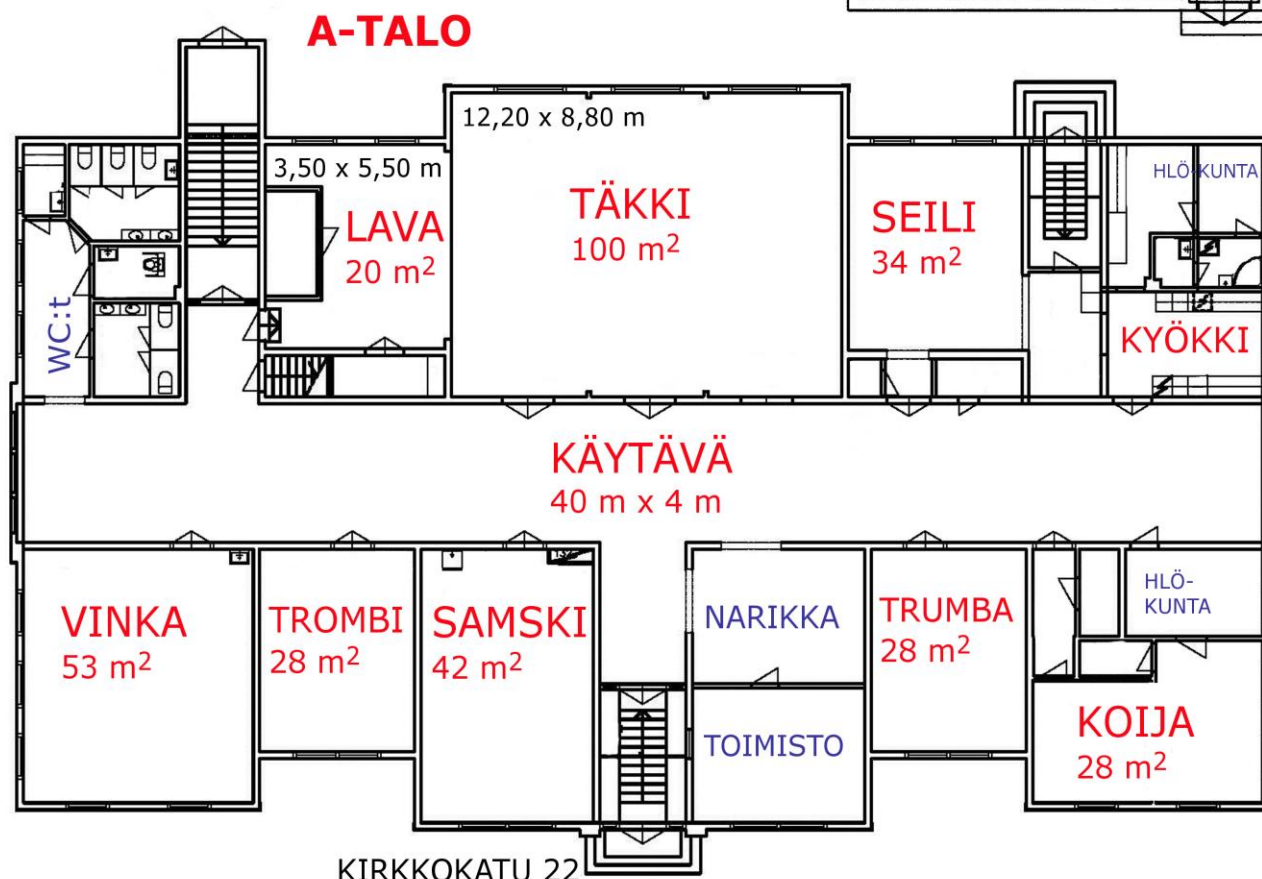 A-TALO
12,20 x 8,80 m
3,50 x 5,50 m
LAVA
20 m²
TÄKKI
100 m²
SEILI
34 m²
HLÖ-KUNTA
WC:t
KYÖKKI
KÄYTÄVÄ
40 m x 4 m
VINKA
53 m²
TROMBI
28 m²
SAMSKI
42 m²
NARIKKA
TOIMISTO
TRUMBA
28 m²
HLÖ-
KUNTA
KOIJA
28 m²
KIRKKOKATU 22